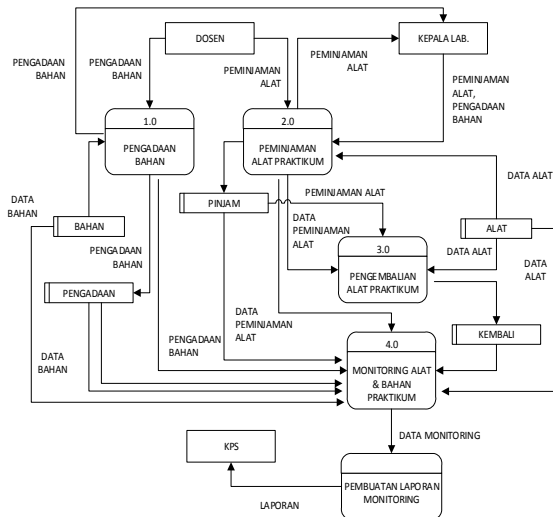 DOSEN
KEPALA LAB.
PENGADAAN
BAHAN
PENGADAAN
BAHAN
PEMINJAMAN
ALAT
PEMINJAMAN
ALAT
PEMINJAMAN
ALAT,
PENGADAAN
BAHAN
1.0
PENGADAAN
BAHAN
2.0
PEMINJAMAN
ALAT PRAKTIKUM
DATA ALAT
PEMINJAMAN ALAT
DATA
BAHAN
BAHAN
PINJAM
ALAT
DATA
PEMINJAMAN
ALAT
PENGADAAN
BAHAN
3.0
PENGEMBALIAN
ALAT PRAKTIKUM
DATA ALAT
DATA
ALAT
PENGADAAN
DATA
BAHAN
PENGADAAN
BAHAN
DATA
PEMINJAMAN
ALAT
KEMBALI
4.0
MONITORING ALAT
& BAHAN
PRAKTIKUM
DATA MONITORING
KPS
LAPORAN
PEMBUATAN LAPORAN
MONITORING